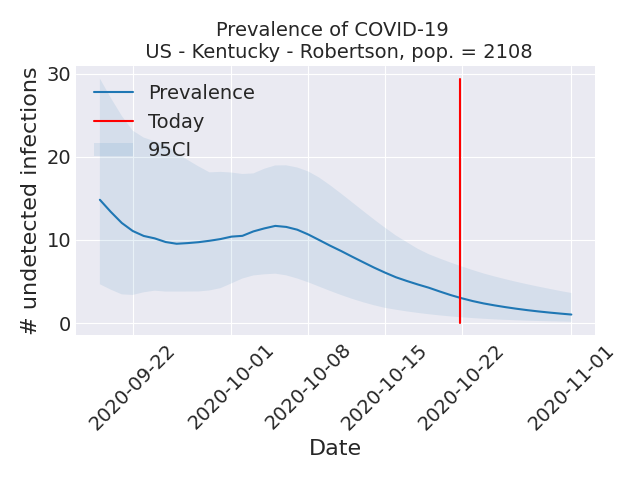 Prevalence of COVID-19
US - Kentucky - Robertson, pop. = 2108
# undetected infections
30
20
10
0
Prevalence
Today
95CI
2020-09-22
2020-10-01
2020-10-08
2020-10-15
2020-10-22
2020-11-01
Date